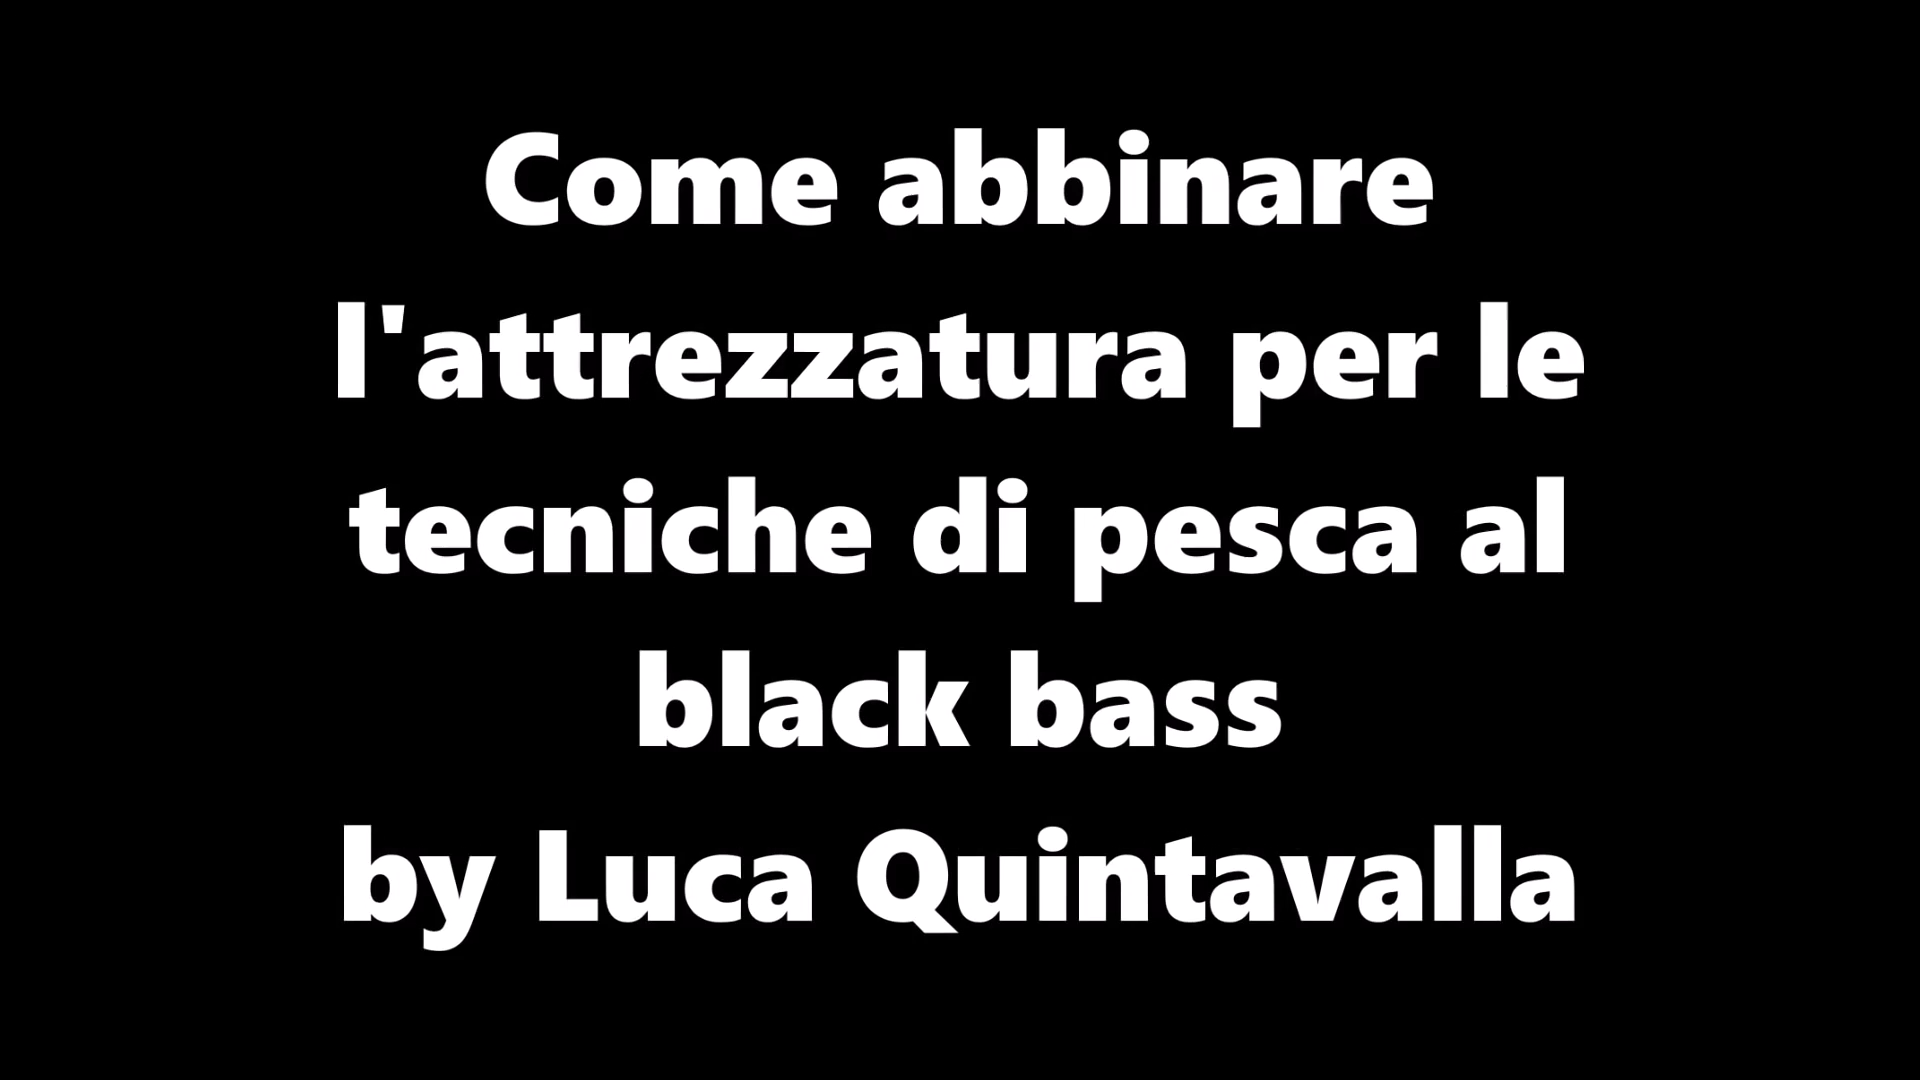 Come abbinare
l'attrezzatura per le
tecniche di pesca al
black bass
by Luca Quintavalla